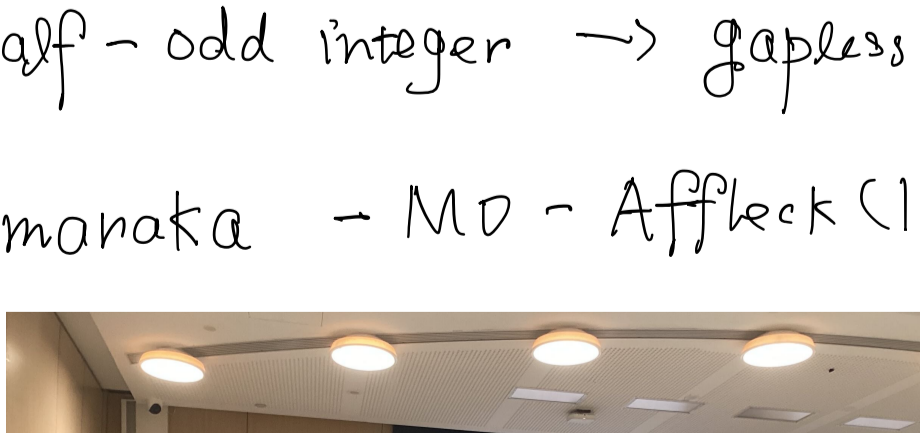 alf - odd integer → gapless
manaka - MO - Affleck (1